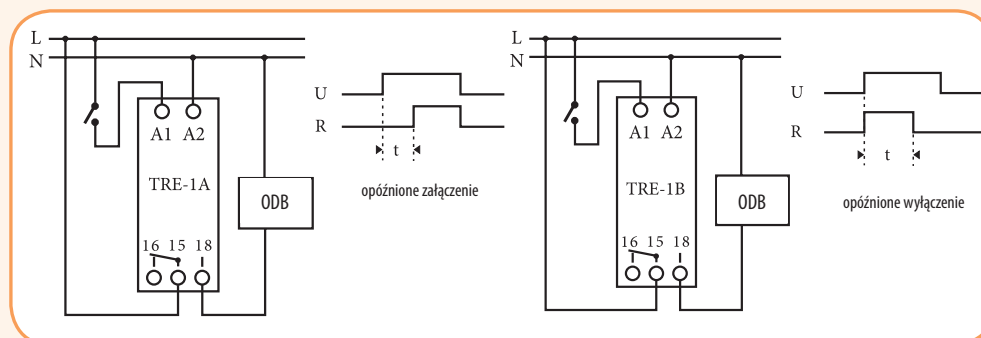 L
N
A1 A2
TRE-1A
16 15 18
ODB
U
R
t
opóźnione załączenie
L
N
A1 A2
TRE-1B
16 15 18
ODB
U
R
t
opóźnione wyłączenie